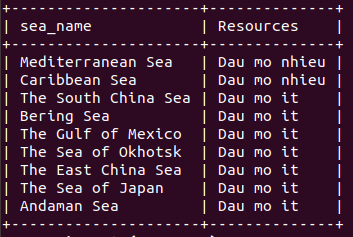 sea_name Resources
Mediterranean Sea Dau mo nhieu
Caribbean Sea Dau mo nhieu
The South China Sea Dau mo it
Bering Sea Dau mo it
The Gulf of Mexico Dau mo it
The Sea of Okhotsk Dau mo it
The East China Sea Dau mo it
The Sea of Japan Dau mo it
Andaman Sea Dau mo it